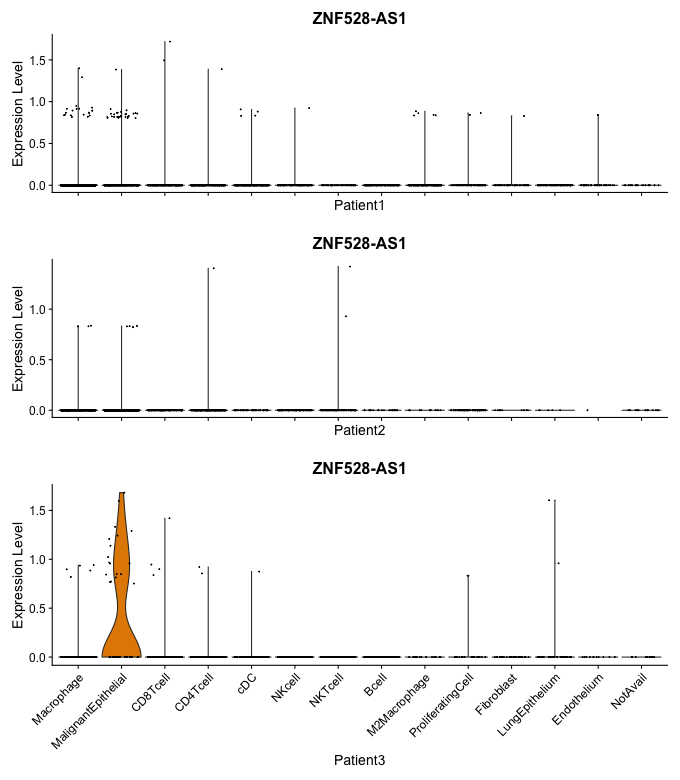 ZNF528-AS1
Expression Level
1.5
1.0
0.5
0.0
Patient1
ZNF528-AS1
Expression Level
1.0
0.5
0.0
Patient2
ZNF528-AS1
Expression Level
1.5
1.0
0.5
0.0
Macrophage
MalignantEpithelial
CD8Tcell
CD4Tcell
cDC
NKcell
NKTcell
Bcell
M2Macrophage
ProliferatingCell
Fibroblast
LungEpithelium
Endothelium
NotAvail
Patient3